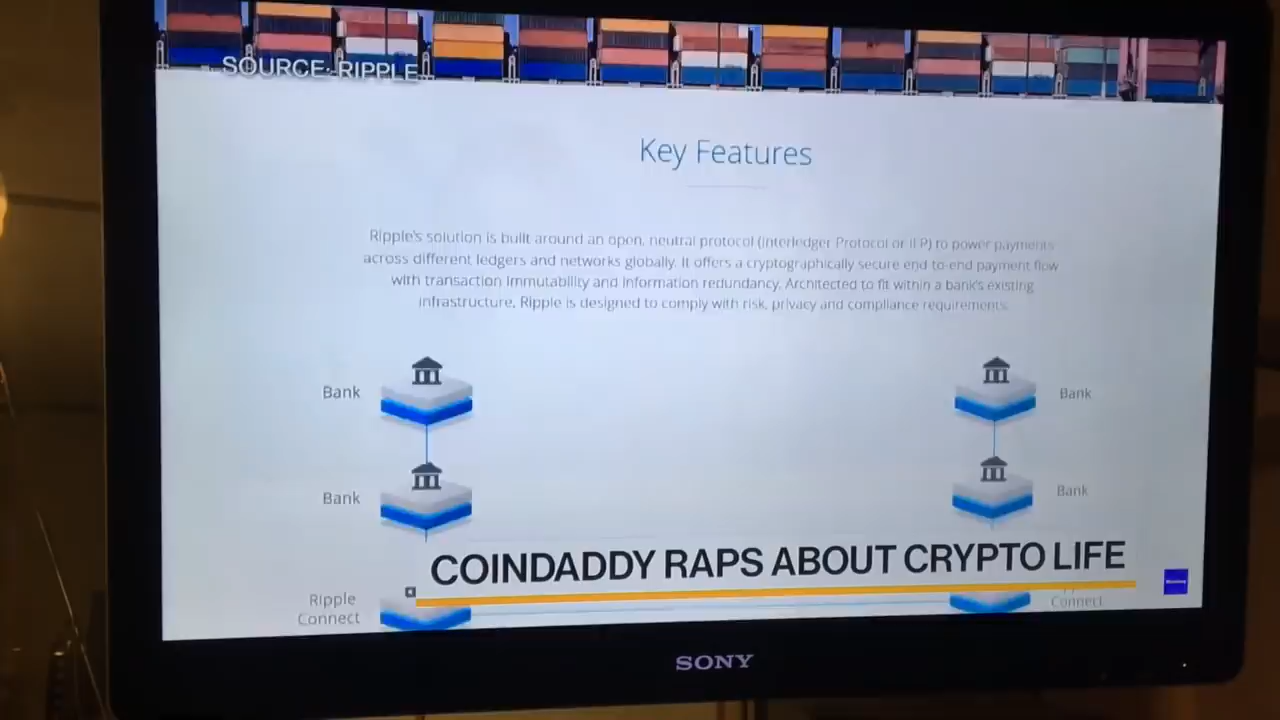 SOURCE: RIPPLE
Key Features
Ripple's solution is built around an open, neutral protocol (Interledger Protocol or ILP) to power payments
across different ledgers and networks globally. It offers a cryptographically secure end-to-end payment flow
with transaction immutability and information redundancy. Architected to fit within a bank's existing
infrastructure, Ripple is designed to comply with risk, privacy and compliance requirements.
Bank
Bank
Bank
Bank
COINDADDY RAPS ABOUT CRYPTO LIFE
Ripple
Connect
Connect
SONY